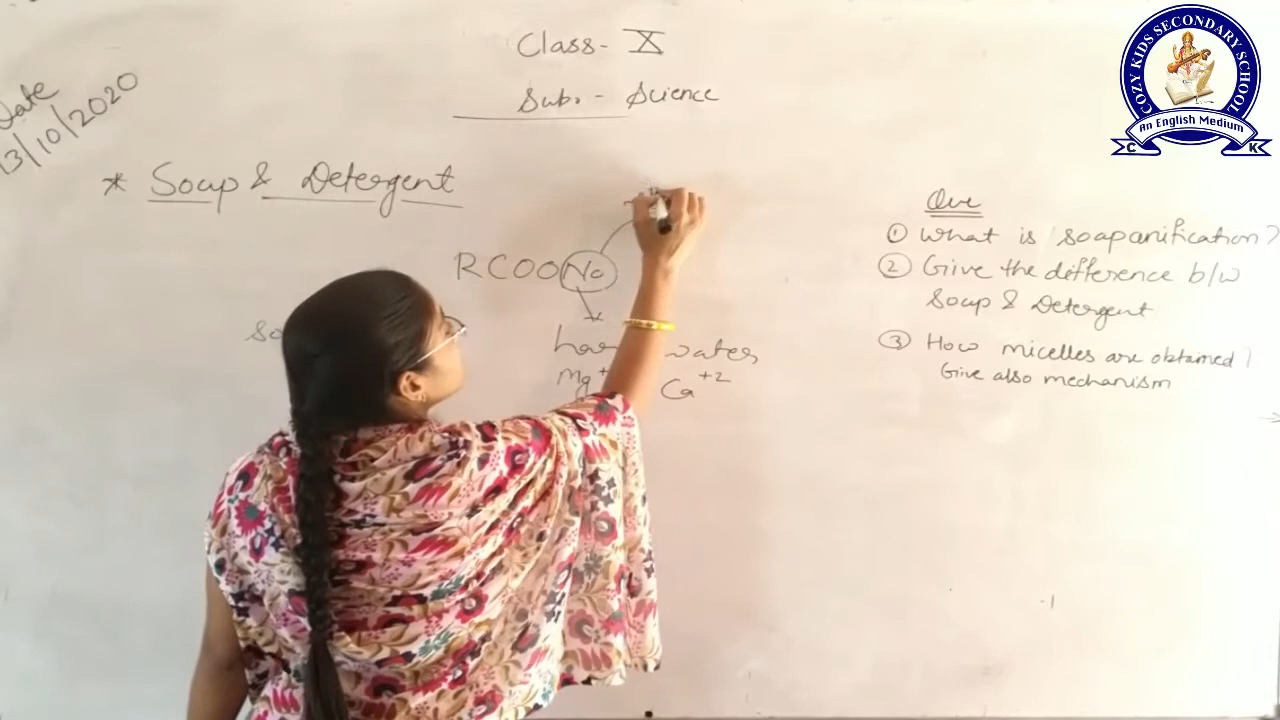 Class - X
Sub. - Science
Date
13/10/2020
* Soap & Detergent
RCOONa
water
Mg+ Ca+2
Que
① What is soapanification?
② Give the difference b/w
Soap & Detergent
③ How micelles are obtained?
Give also mechanism
COZY KIDS SECONDARY SCHOOL
An English Medium
C K